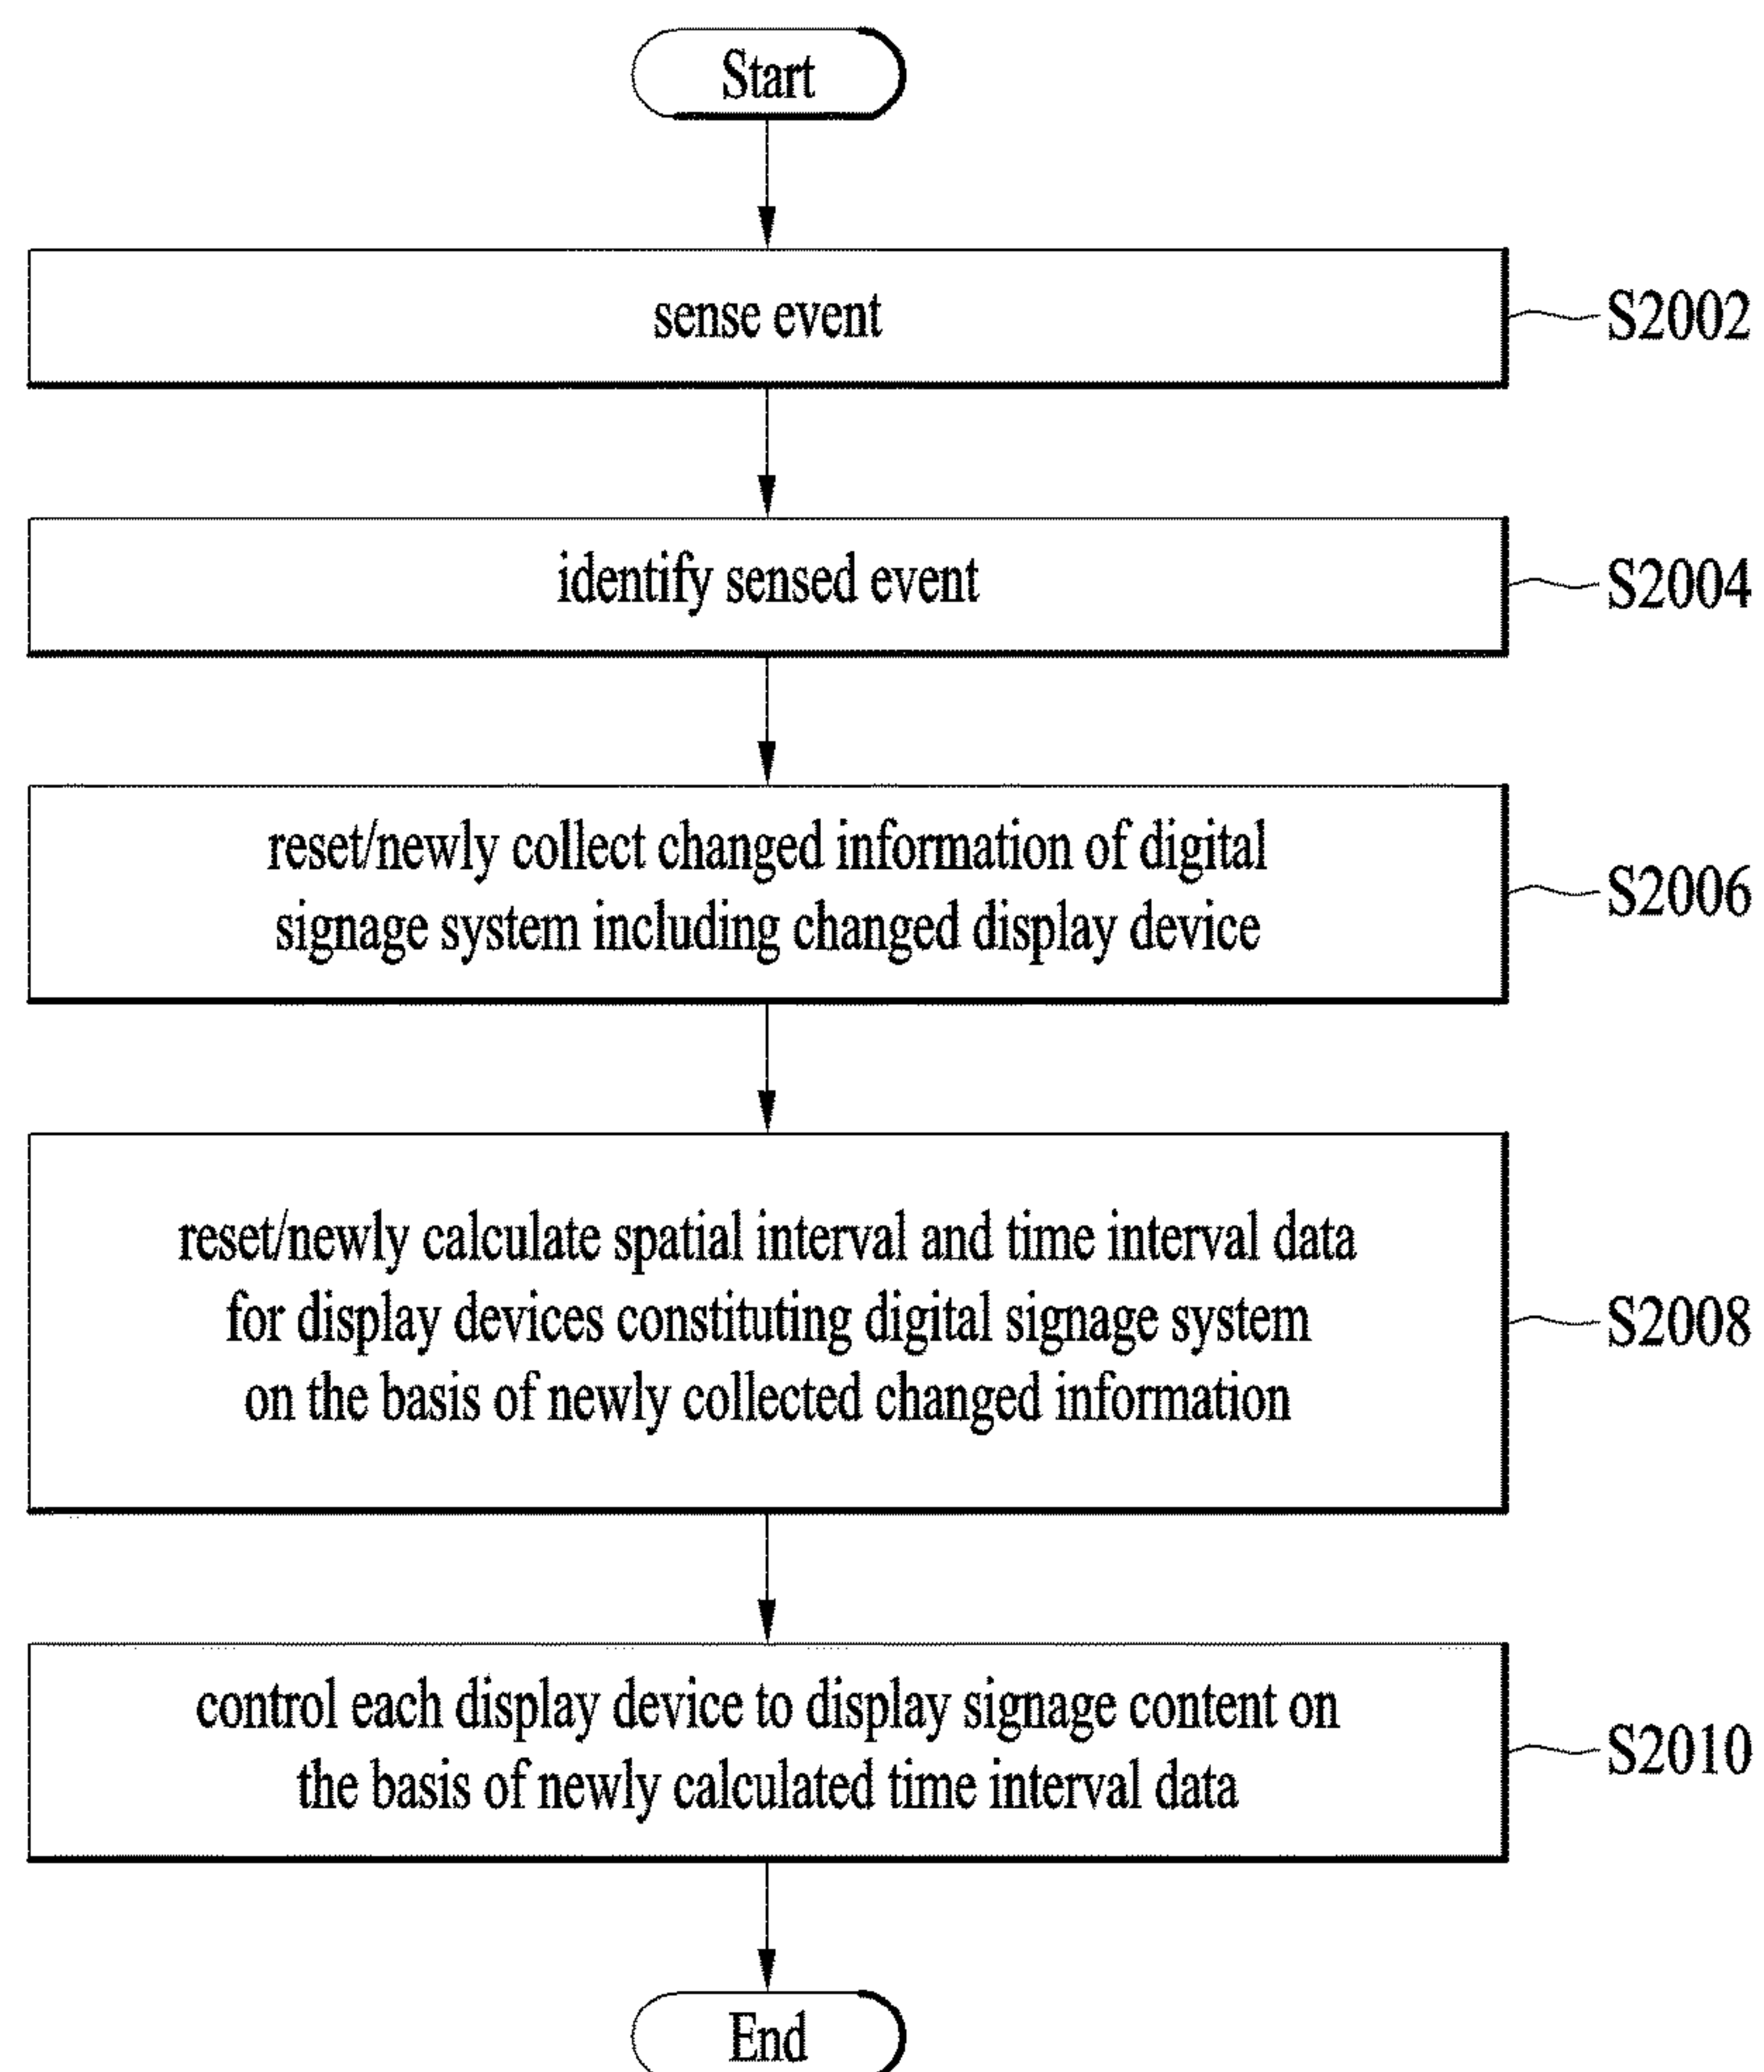 Start
sense event
S2002
identify sensed event
S2004
reset/newly collect changed information of digital
signage system including changed display device
S2006
reset/newly calculate spatial interval and time interval data
for display devices constituting digital signage system
on the basis of newly collected changed information
S2008
control each display device to display signage content on
the basis of newly calculated time interval data
S2010
End